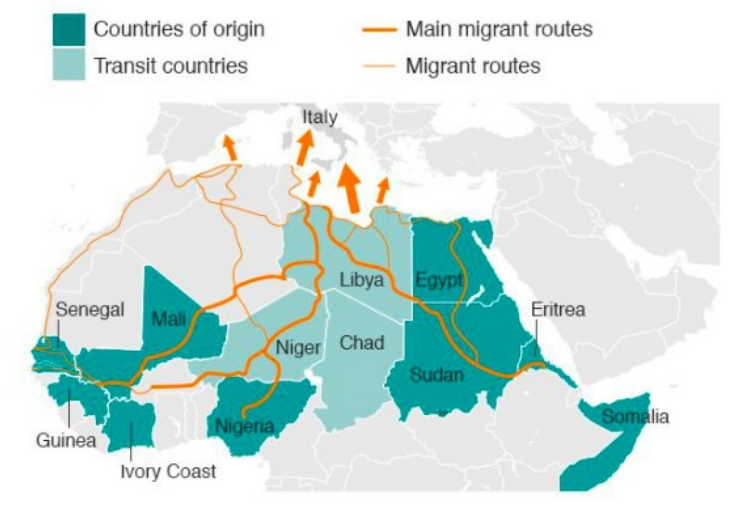 Countries of origin
Main migrant routes
Transit countries
Migrant routes
Italy
Libya
Egypt
Senegal
Mali
Eritrea
Niger
Chad
Sudan
Nigeria
Somalia
Guinea
Ivory Coast